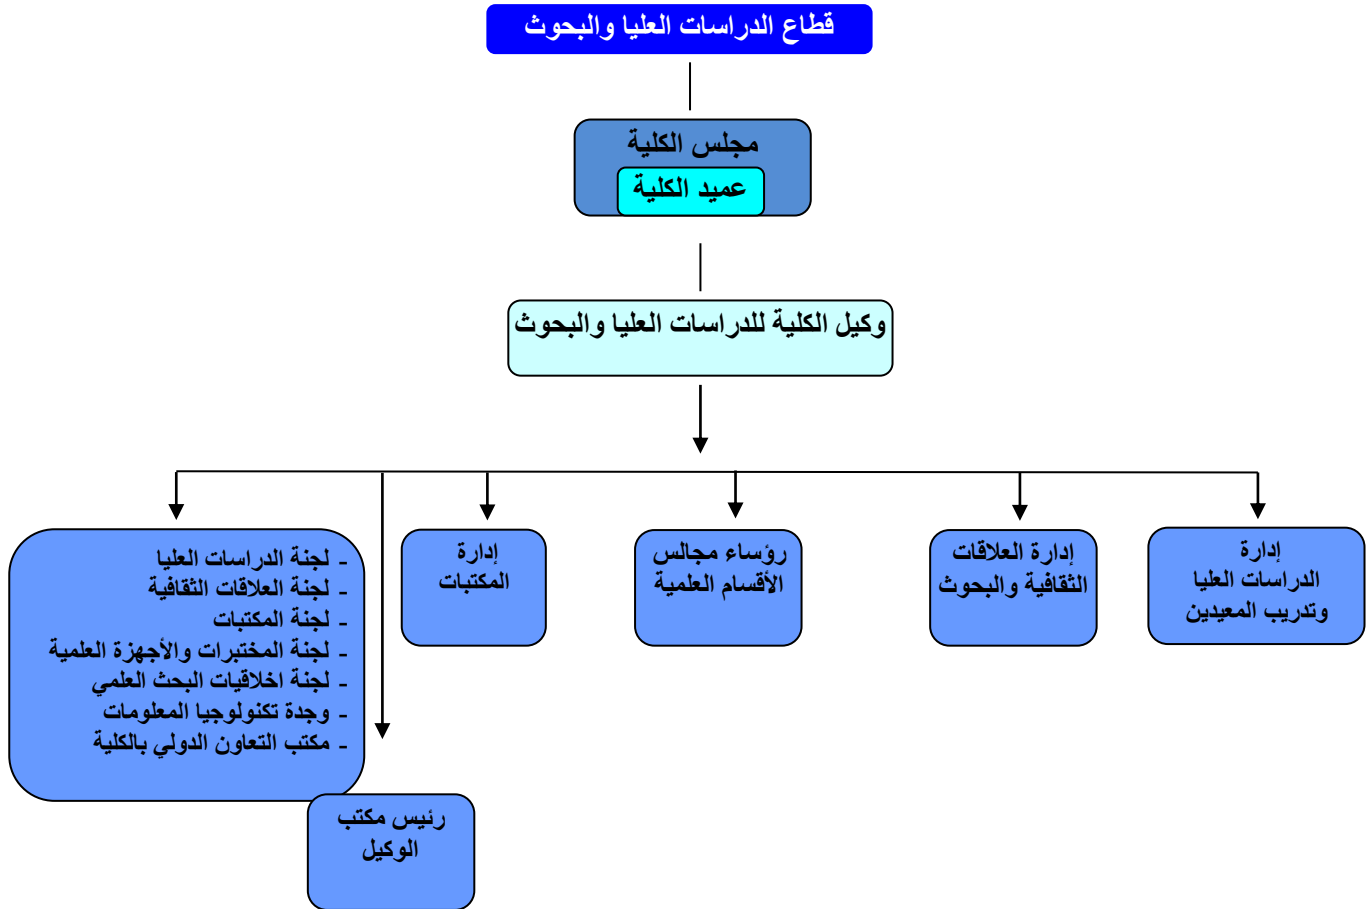 قطاع الدراسات العليا والبحوث
مجلس الكلية
عميد الكلية
وكيل الكلية للدراسات العليا والبحوث
إدارة
الدراسات العليا
وتدريب المعيدين
إدارة العلاقات
الثقافية والبحوث
رؤساء مجالس
الأقسام العلمية
إدارة
المكتبات
- لجنة الدراسات العليا
- لجنة العلاقات الثقافية
- لجنة المكتبات
- لجنة المختبرات والأجهزة العلمية
- لجنة اخلاقيات البحث العلمي
- وجدة تكنولوجيا المعلومات
- مكتب التعاون الدولي بالكلية
رئيس مكتب
الوكيل